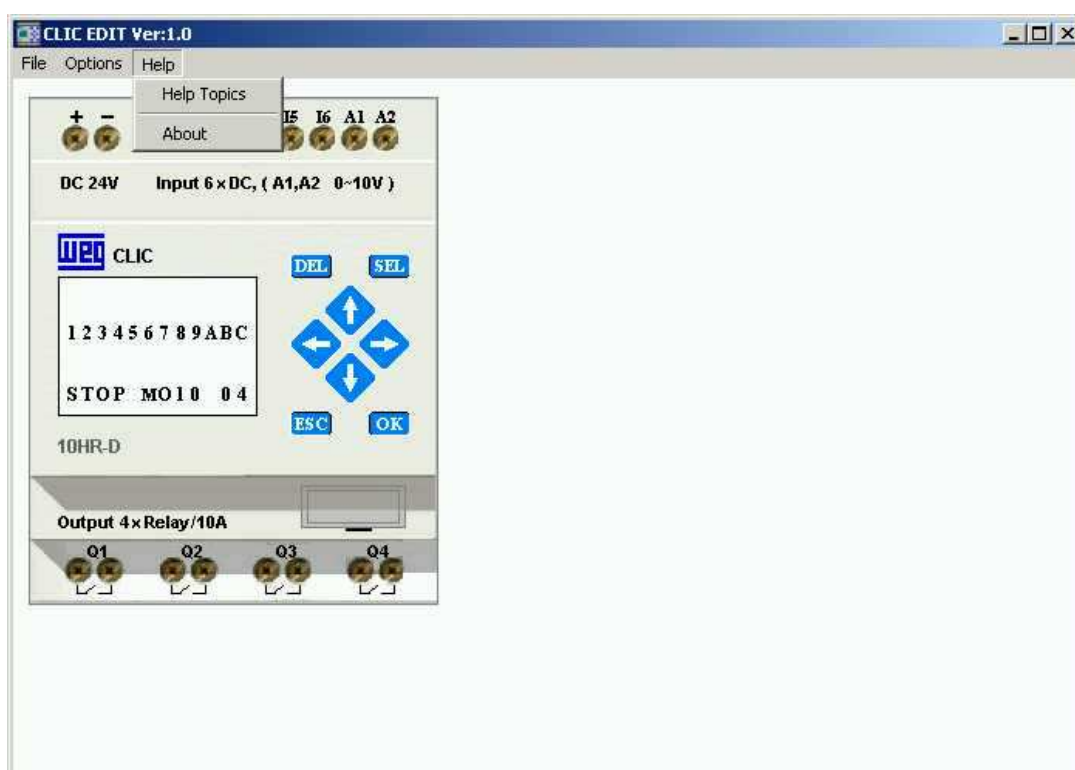 CLIC EDIT Ver:1.0
File Options Help
Help Topics
About
+ - I5 I6 A1 A2
DC 24V Input 6×DC, ( A1,A2 0~10V )
WEG CLIC
DEL SEL
1 2 3 4 5 6 7 8 9 A B C
STOP MO10 04
ESC OK
10HR-D
Output 4×Relay/10A
Q1 Q2 Q3 Q4